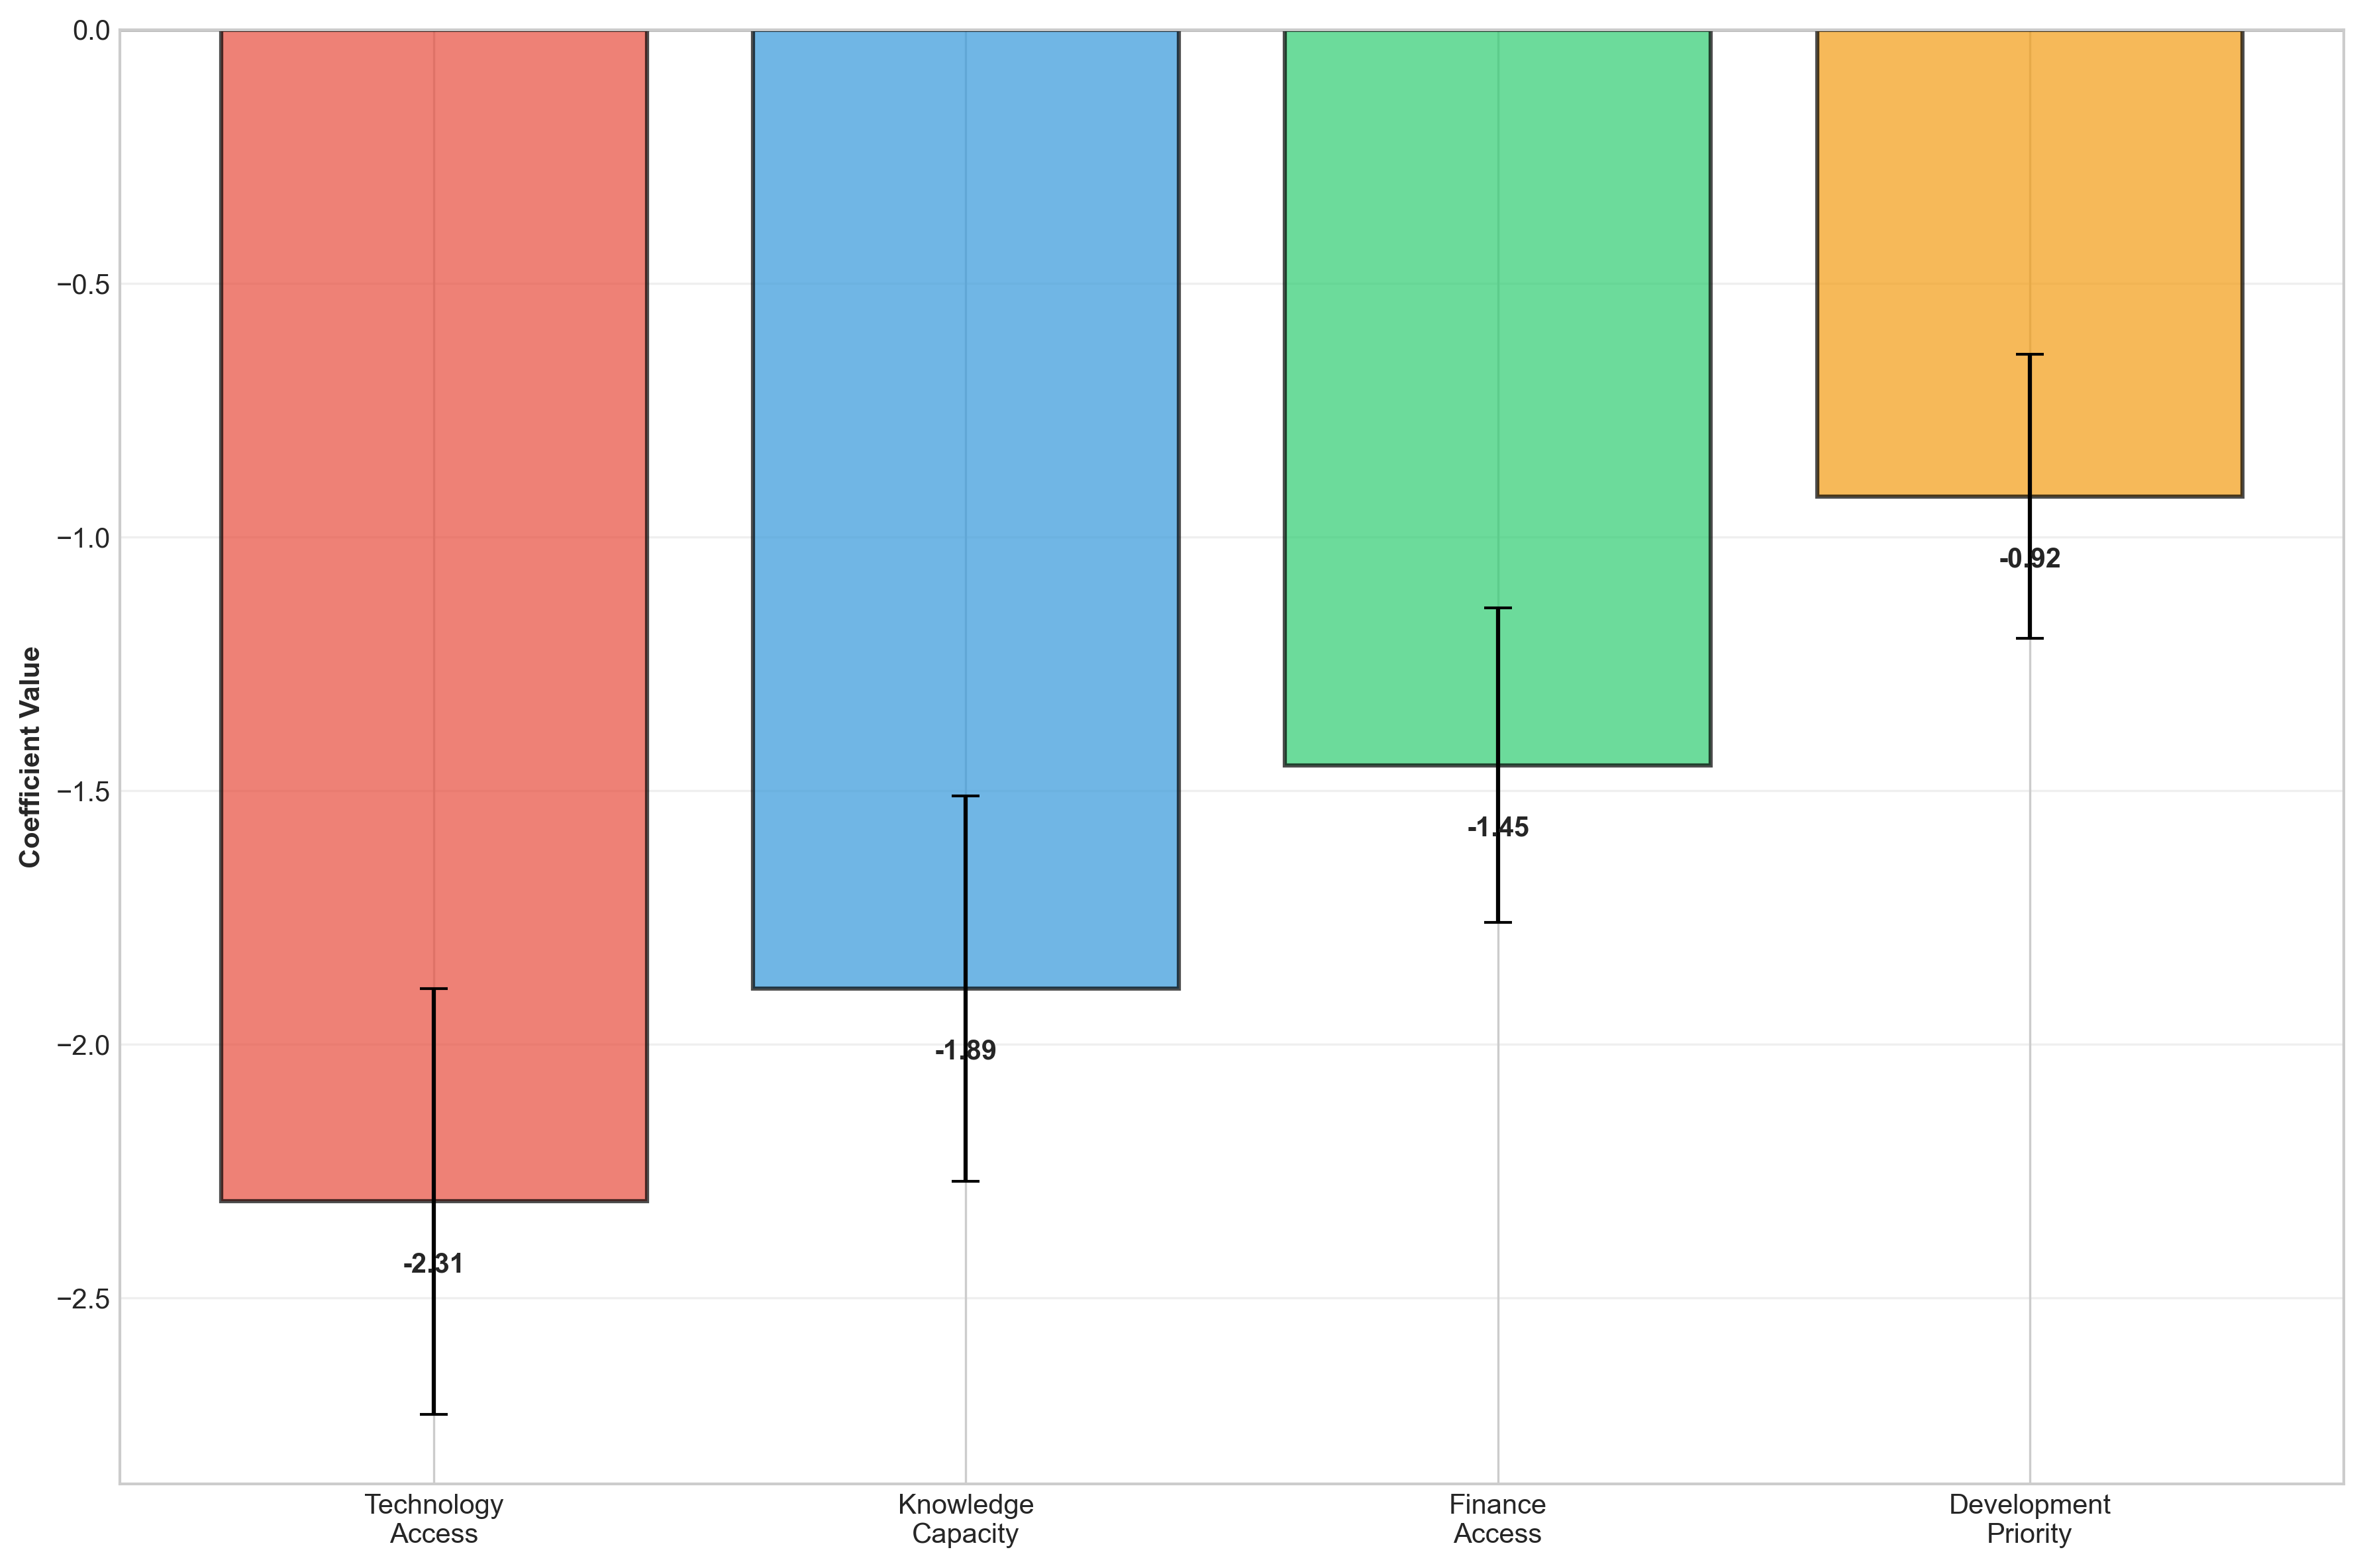 0.0
−0.5
−1.0
−1.5
−2.0
−2.5
Coefficient Value
-2.31
-1.89
-1.45
-0.92
Technology
Access
Knowledge
Capacity
Finance
Access
Development
Priority